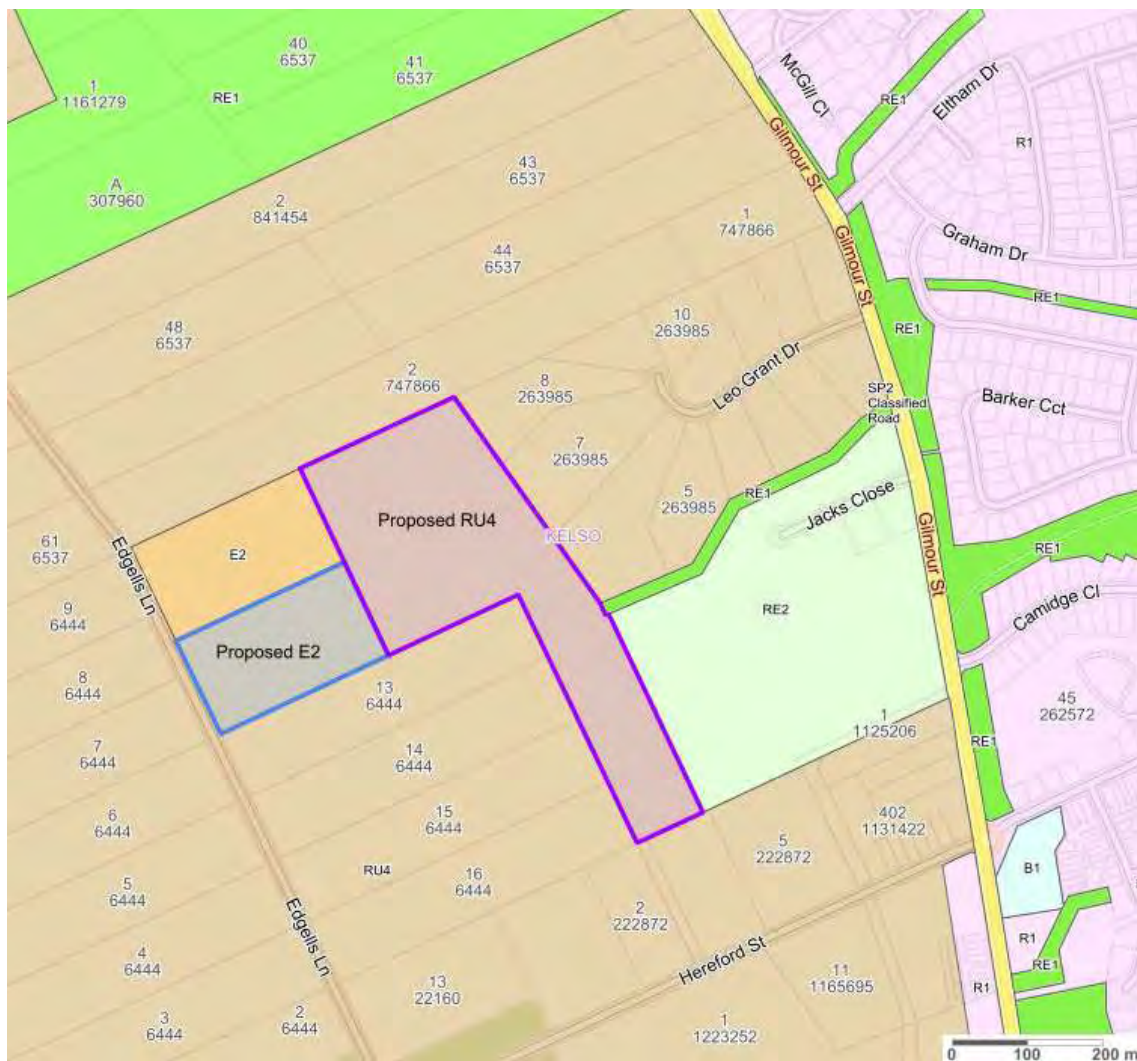 40
6537
41
6537
1
1161279
RE1
McGill Cl
RE1
Eltham Dr
R1
Gilmour St
43
6537
A
307960
2
841454
1
747866
44
6537
Graham Dr
Gilmour St
RE1
RE1
48
6537
10
263985
Leo Grant Dr
2
747866
8
263985
SP2
Classified
Road
Barker Cct
7
263985
5
263985
RE1
Jacks Close
Proposed RU4
KELSO
Gilmour St
RE1
61
6537
Edgells Ln
E2
9
6444
RE2
Camidge Cl
Proposed E2
8
6444
13
6444
45
262572
1
1125206
RE1
7
6444
14
6444
6
6444
15
6444
402
1131422
5
222872
B1
RU4
16
6444
5
6444
2
222872
R1
Edgells Ln
Hereford St
RE1
4
6444
13
22160
11
1165695
R1
3
6444
2
6444
1
1223252
0
100
200 m